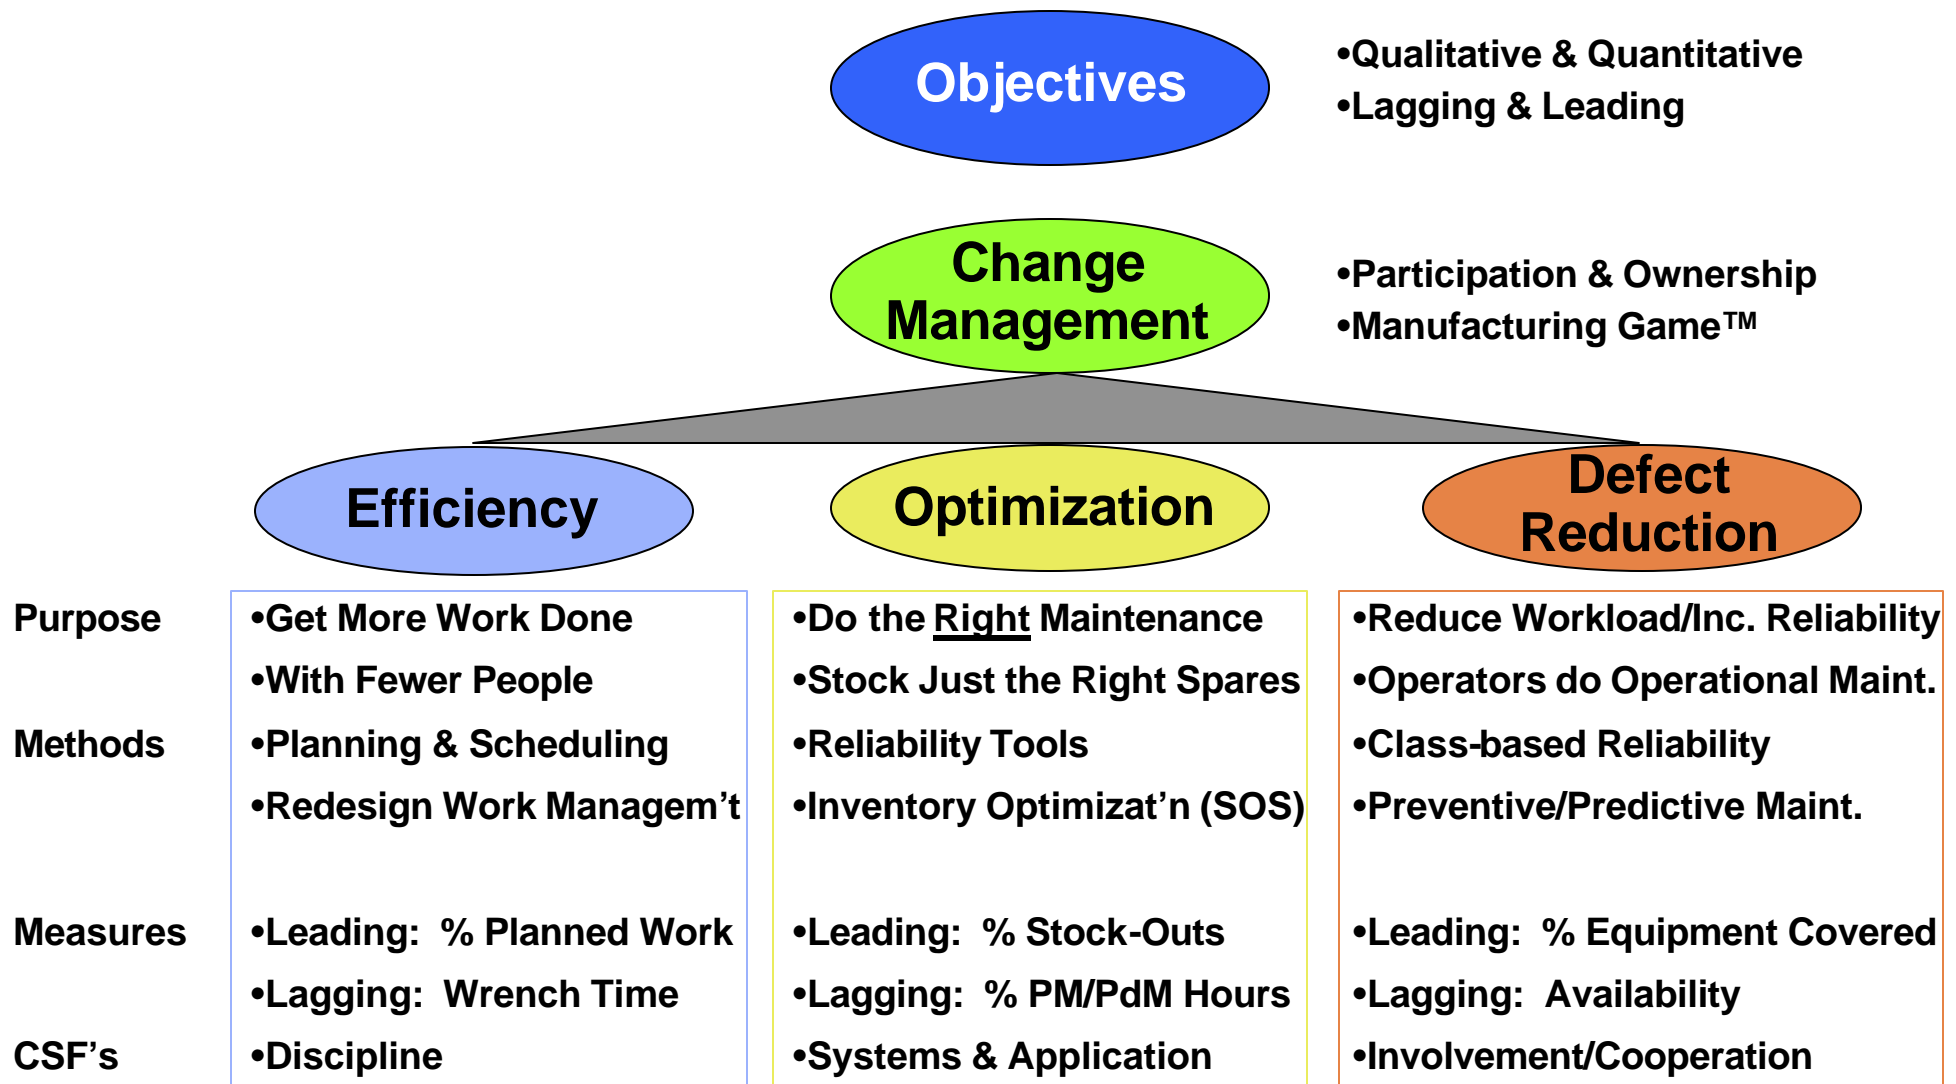 Objectives
•Qualitative & Quantitative
•Lagging & Leading
Change
Management
•Participation & Ownership
•Manufacturing Game™
Efficiency
Optimization
Defect
Reduction
Purpose
•Get More Work Done
•Do the Right Maintenance
•Reduce Workload/Inc. Reliability
•With Fewer People
•Stock Just the Right Spares
•Operators do Operational Maint.
Methods
•Planning & Scheduling
•Reliability Tools
•Class-based Reliability
•Redesign Work Managem’t
•Inventory Optimizat’n (SOS)
•Preventive/Predictive Maint.
Measures
•Leading: % Planned Work
•Leading: % Stock-Outs
•Leading: % Equipment Covered
•Lagging: Wrench Time
•Lagging: % PM/PdM Hours
•Lagging: Availability
CSF’s
•Discipline
•Systems & Application
•Involvement/Cooperation